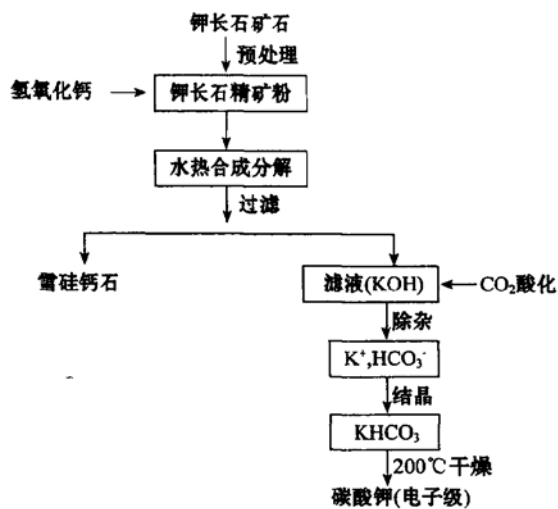 钾长石矿石
预处理
氢氧化钙
钾长石精矿粉
水热合成分解
过滤
雪硅钙石
滤液(KOH)
CO₂酸化
除杂
K⁺,HCO₃⁻
结晶
KHCO₃
200℃干燥
碳酸钾(电子级)